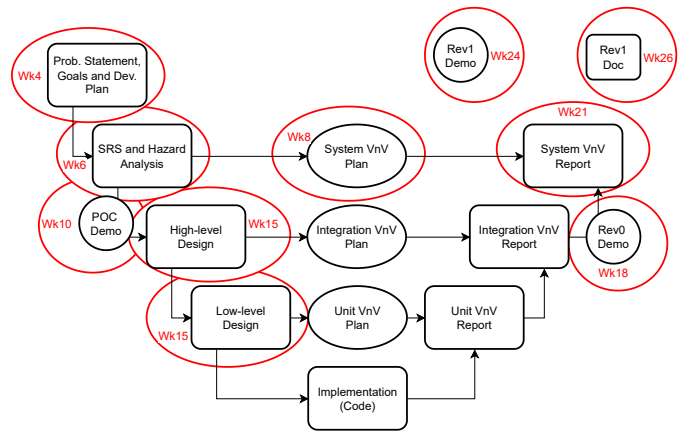 Wk4
Prob. Statement,
Goals and Dev.
Plan
Rev1
Demo
Wk24
Rev1
Doc
Wk26
Wk6
SRS and Hazard
Analysis
Wk8
System VnV
Plan
Wk21
System VnV
Report
Wk10
POC
Demo
High-level
Design
Wk15
Integration VnV
Plan
Integration VnV
Report
Rev0
Demo
Wk18
Wk15
Low-level
Design
Unit VnV
Plan
Unit VnV
Report
Implementation
(Code)